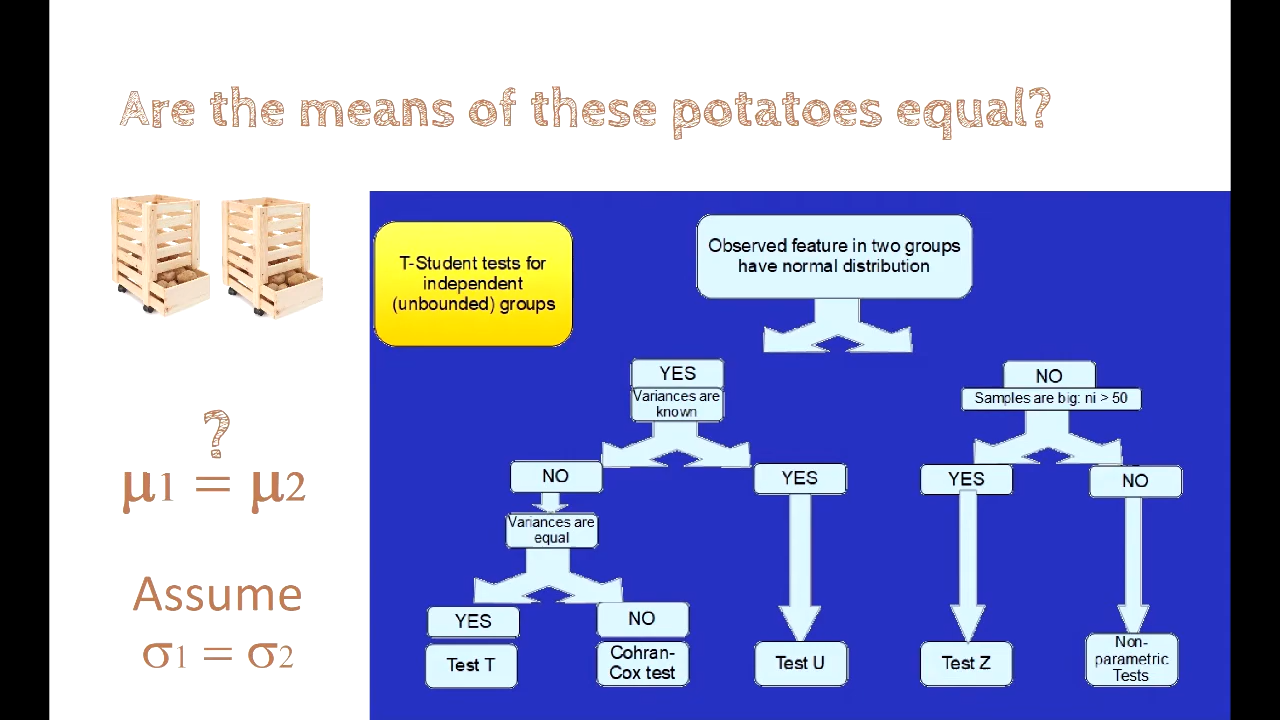 Are the means of these potatoes equal?
?
μ1 = μ2
Assume
σ1 = σ2
T-Student tests for
independent
(unbounded) groups
Observed feature in two groups
have normal distribution
YES
Variances are
known
NO
Samples are big: ni > 50
NO
YES
YES
NO
Variances are
equal
YES
NO
Test T
Cohran-
Cox test
Test U
Test Z
Non-
parametric
Tests